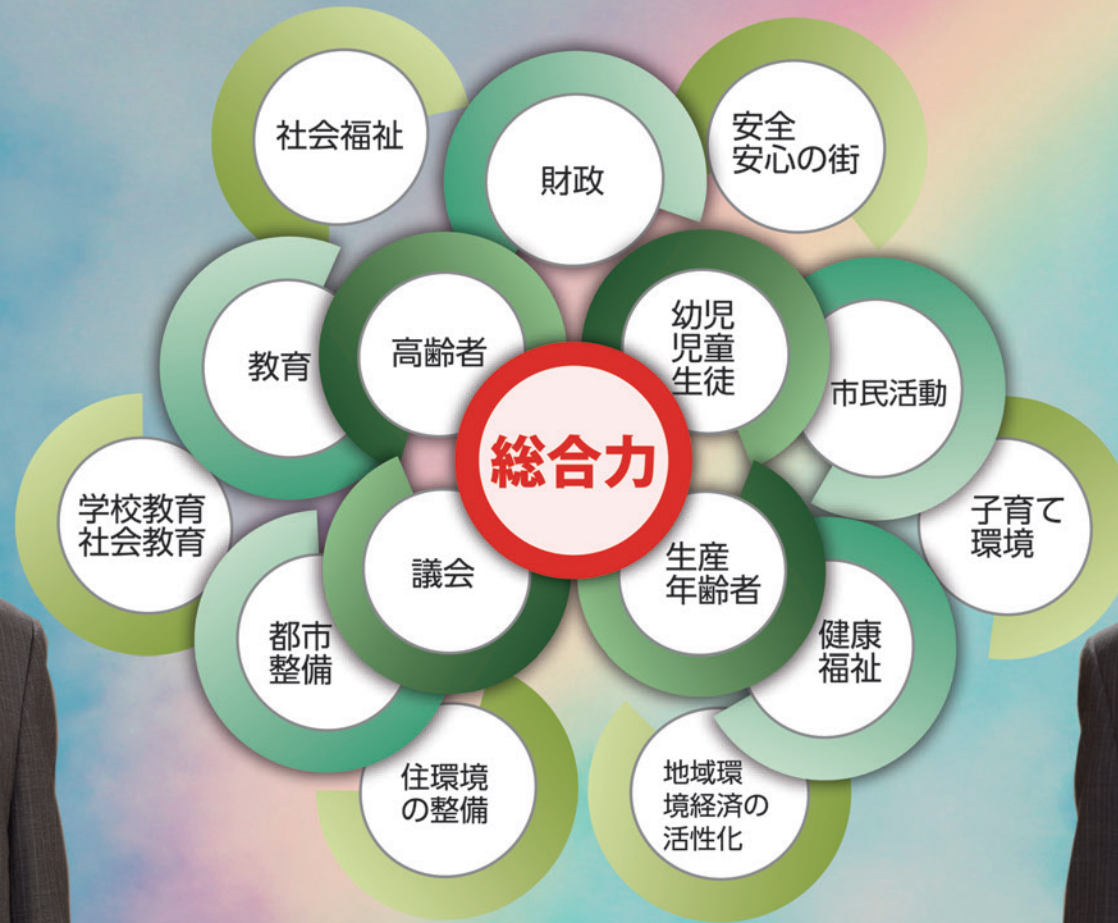 社会福祉
財政
安全
安心の街
教育
高齢者
幼児
児童
生徒
市民活動
総合力
学校教育
社会教育
議会
生産
年齢者
子育て
環境
都市
整備
健康
福祉
住環境
の整備
地域環
境経済の
活性化